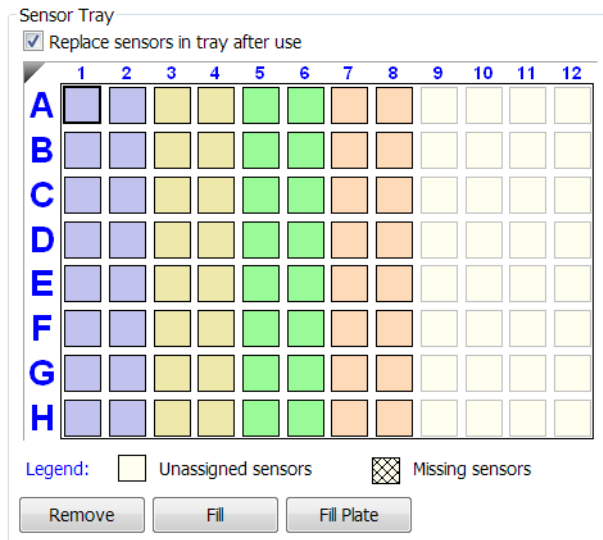 Sensor Tray
Replace sensors in tray after use
1 2 3 4 5 6 7 8 9 10 11 12
A
B
C
D
E
F
G
H
Legend: Unassigned sensors Missing sensors
Remove Fill Fill Plate